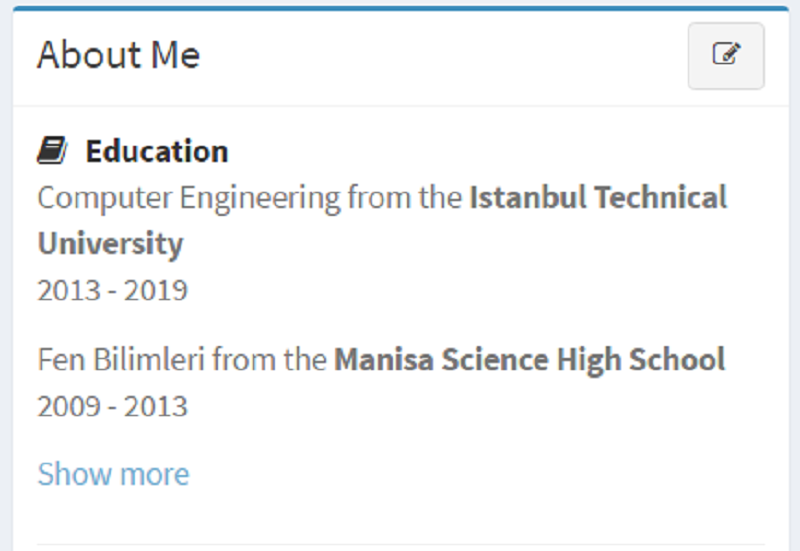 About Me
Education
Computer Engineering from the Istanbul Technical
University
2013 - 2019
Fen Bilimleri from the Manisa Science High School
2009 - 2013
Show more